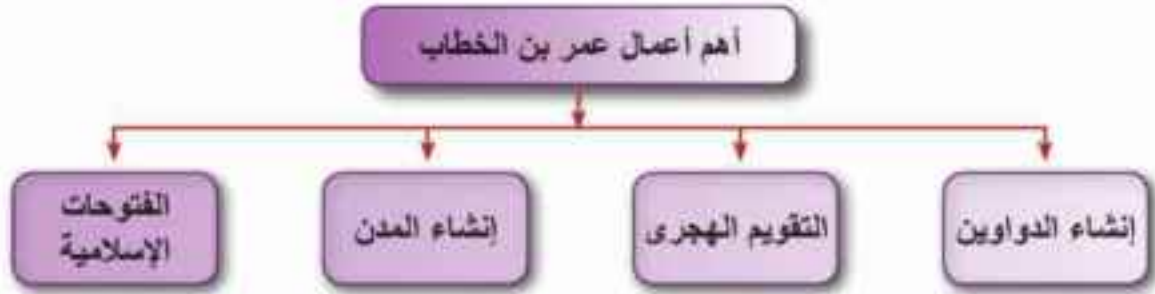 أهم أعمال عمر بن الخطاب
إنشاء الدواوين
التقويم الهجرى
إنشاء المدن
الفتوحات
الإسلامية